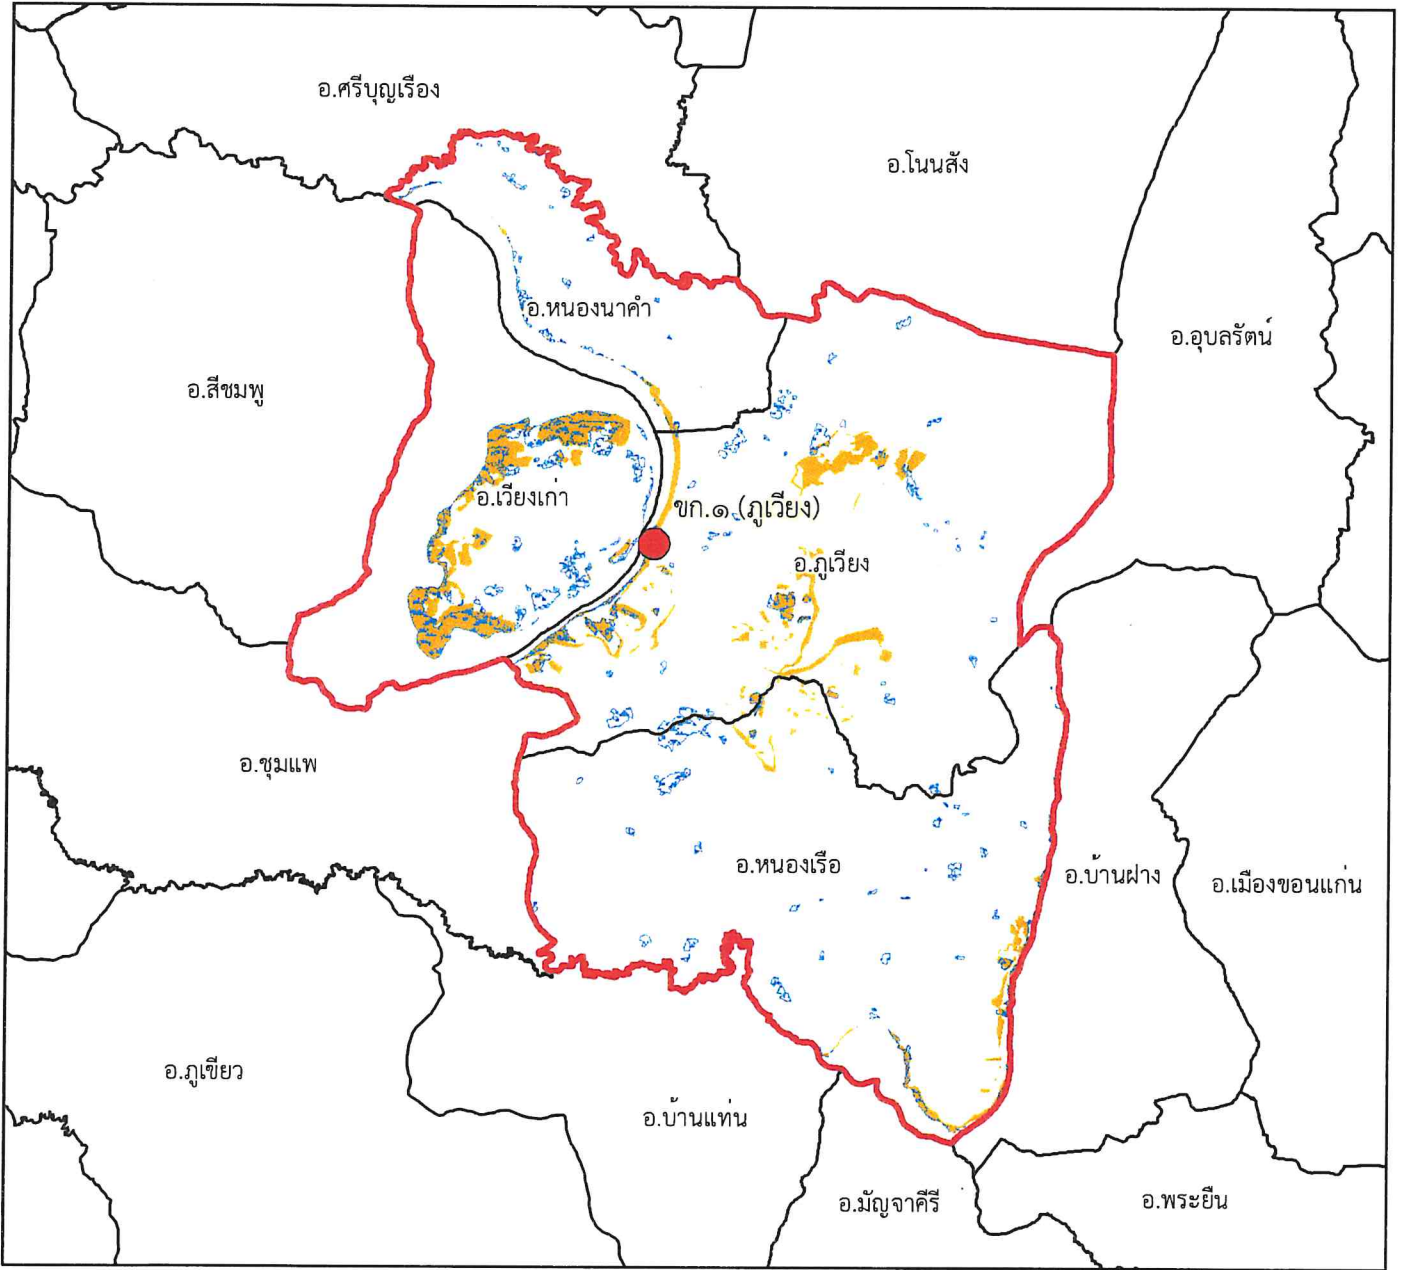 อ.ศรีบุญเรือง
อ.โนนสัง
อ.หนองนาคำ
อ.อุบลรัตน์
อ.สีชมพู
อ.เวียงเก่า
ขก.๑ (ภูเวียง)
อ.ภูเวียง
อ.ชุมแพ
อ.หนองเรือ
อ.บ้านฝาง
อ.เมืองขอนแก่น
อ.ภูเขียว
อ.บ้านแท่น
อ.มัญจาคีรี
อ.พระยืน